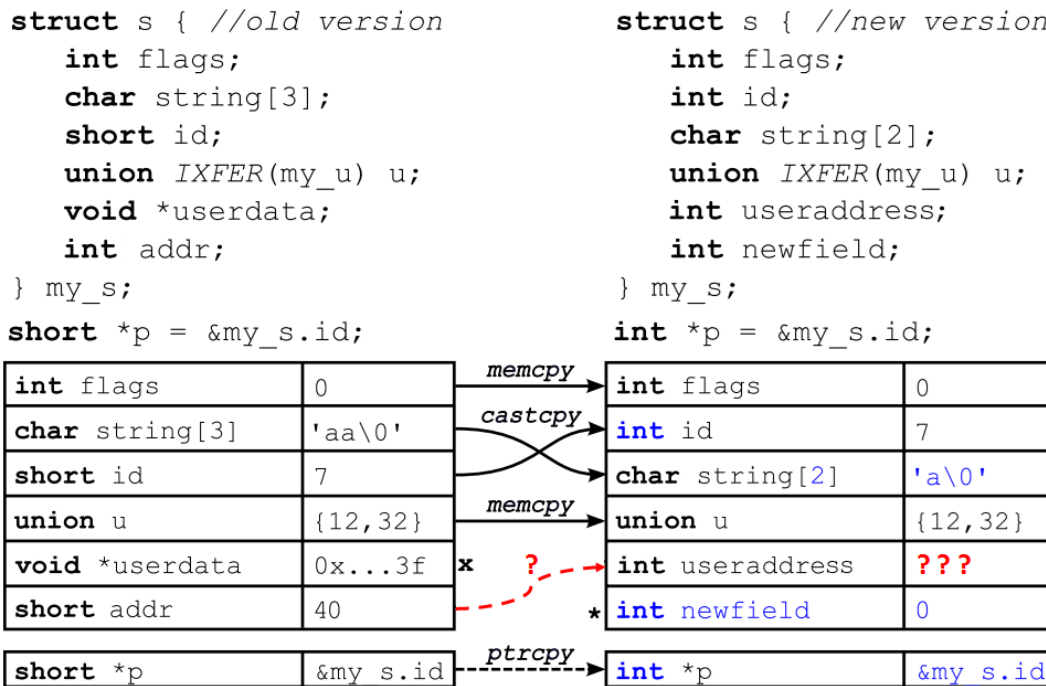 struct s { //old version
int flags;
char string[3];
short id;
union IXFER(my_u) u;
void *userdata;
int addr;
} my_s;
short *p = &my_s.id;
struct s { //new version
int flags;
int id;
char string[2];
union IXFER(my_u) u;
int useraddress;
int newfield;
} my_s;
int *p = &my_s.id;
int flags 0 memcpy int flags 0
char string[3] 'aa\0' castcpy int id 7
short id 7 char string[2] 'a\0'
union u {12,32} memcpy union u {12,32}
void *userdata 0x...3f x ? int useraddress ???
short addr 40 * int newfield 0
short *p &my_s.id ptrcpy int *p &my_s.id